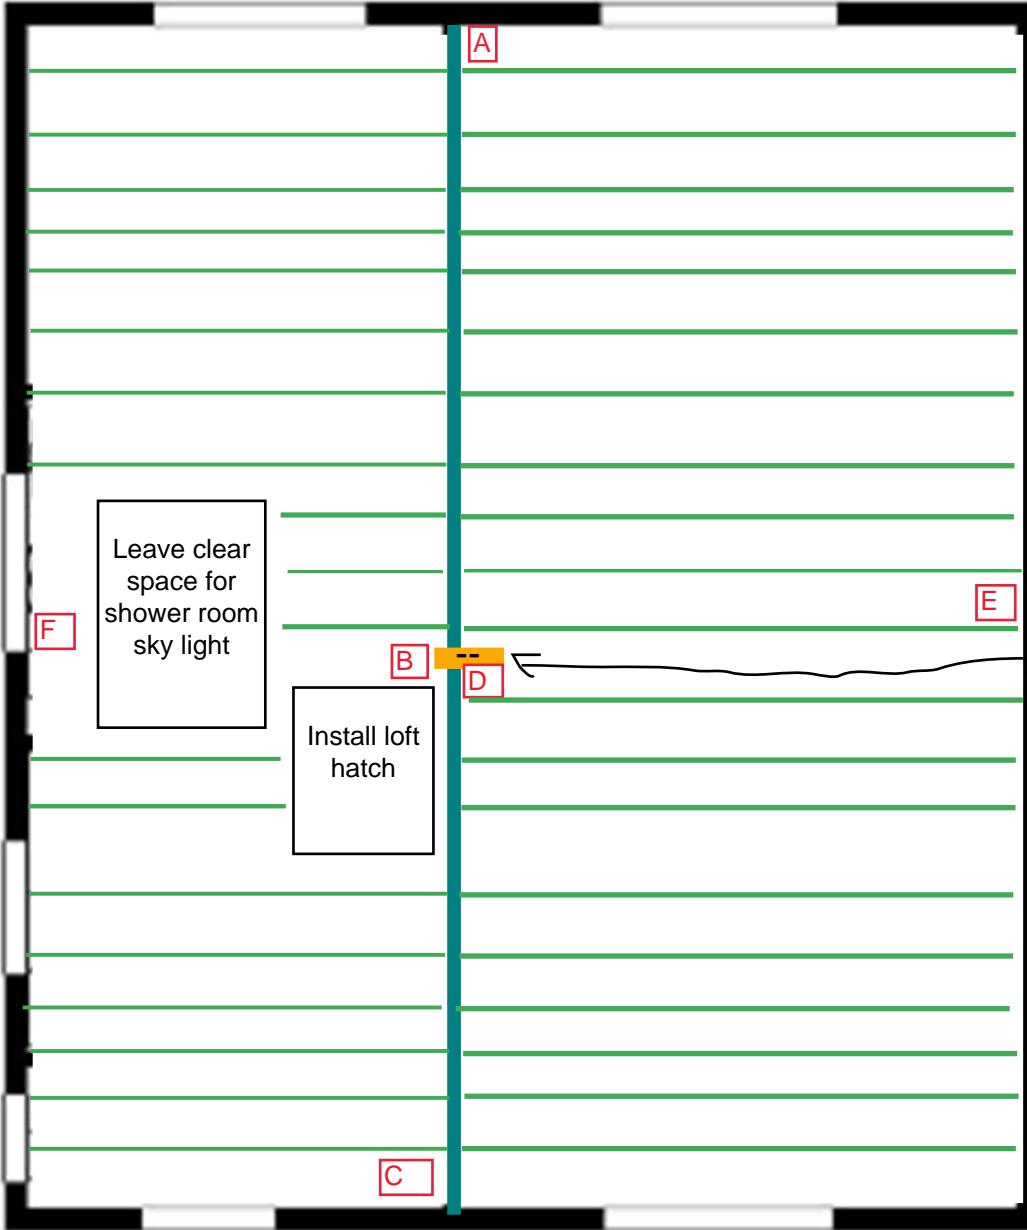 A
Leave clear
space for
shower room
sky light
E
F
B
D
Install loft
hatch
C